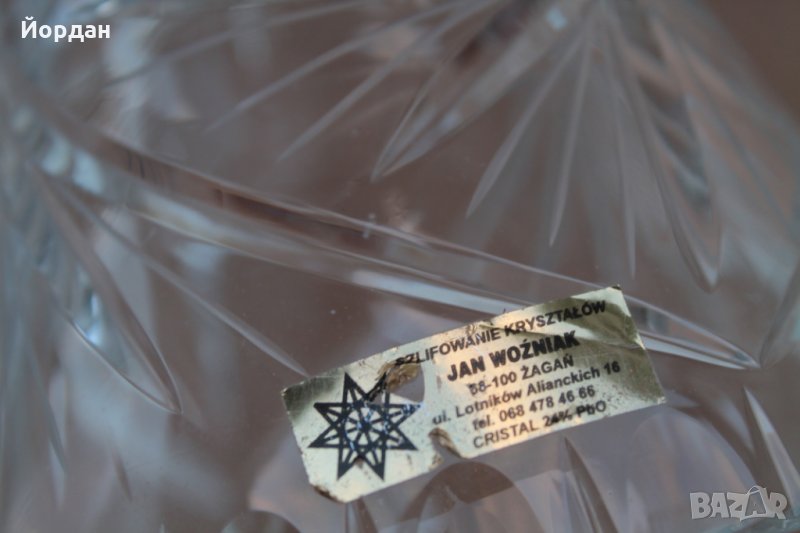 Йордан
SZLIFOWANIE KRYSZTAŁÓW
JAN WOŹNIAK
68-100 ŻAGAŃ
ul. Lotników Alianckich 16
tel. 068 478 46 66
CRISTAL 24% PbO
BAZAR